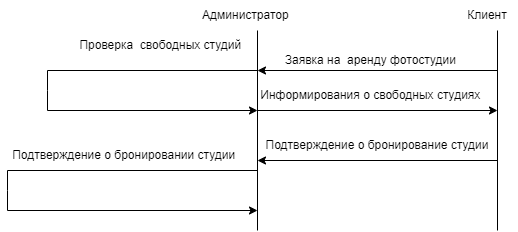 Администратор
Клиент
Проверка свободных студий
Заявка на аренду фотостудии
Информирования о свободных студиях
Подтверждение о бронирование студии
Подтверждение о бронировании студии